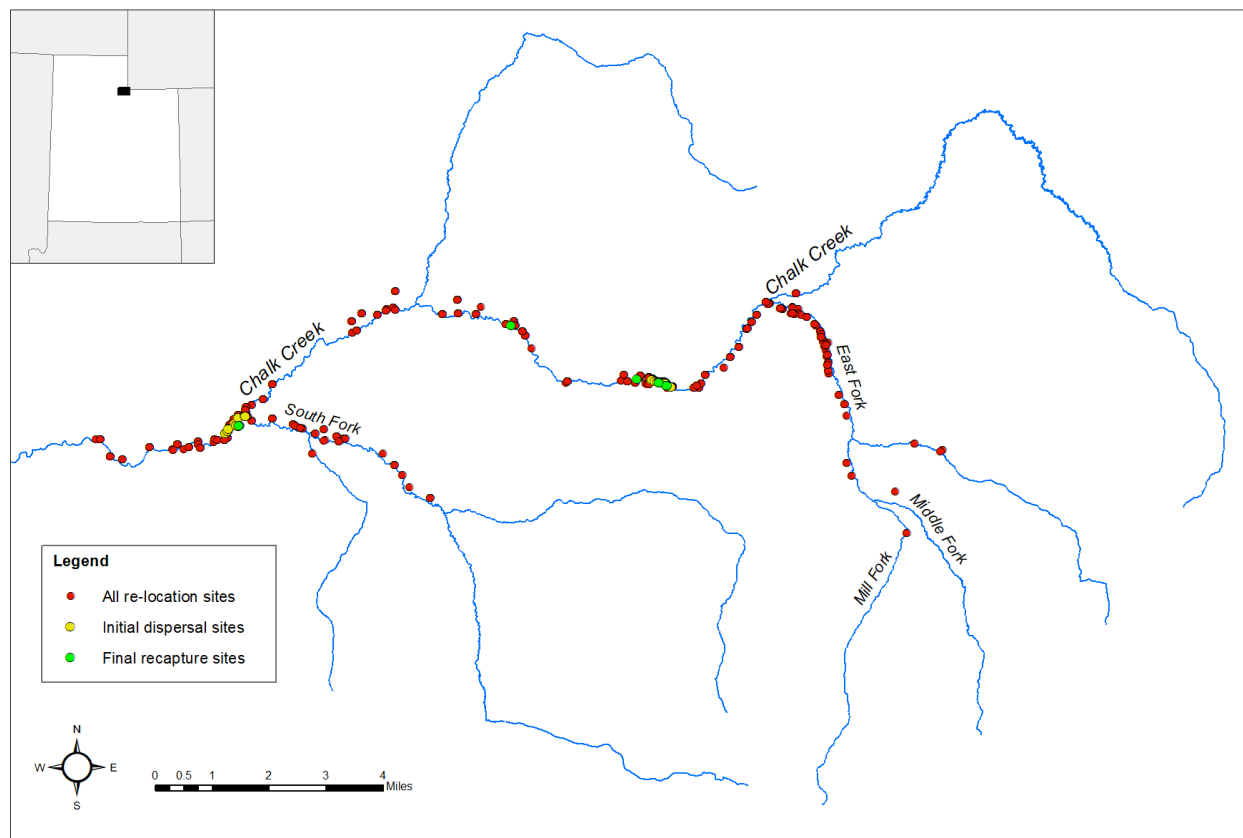 Chalk Creek
Chalk Creek
South Fork
East Fork
Middle Fork
Mill Fork
Legend
All re-location sites
Initial dispersal sites
Final recapture sites
N
W E
S
0 0.5 1 2 3 4
Miles